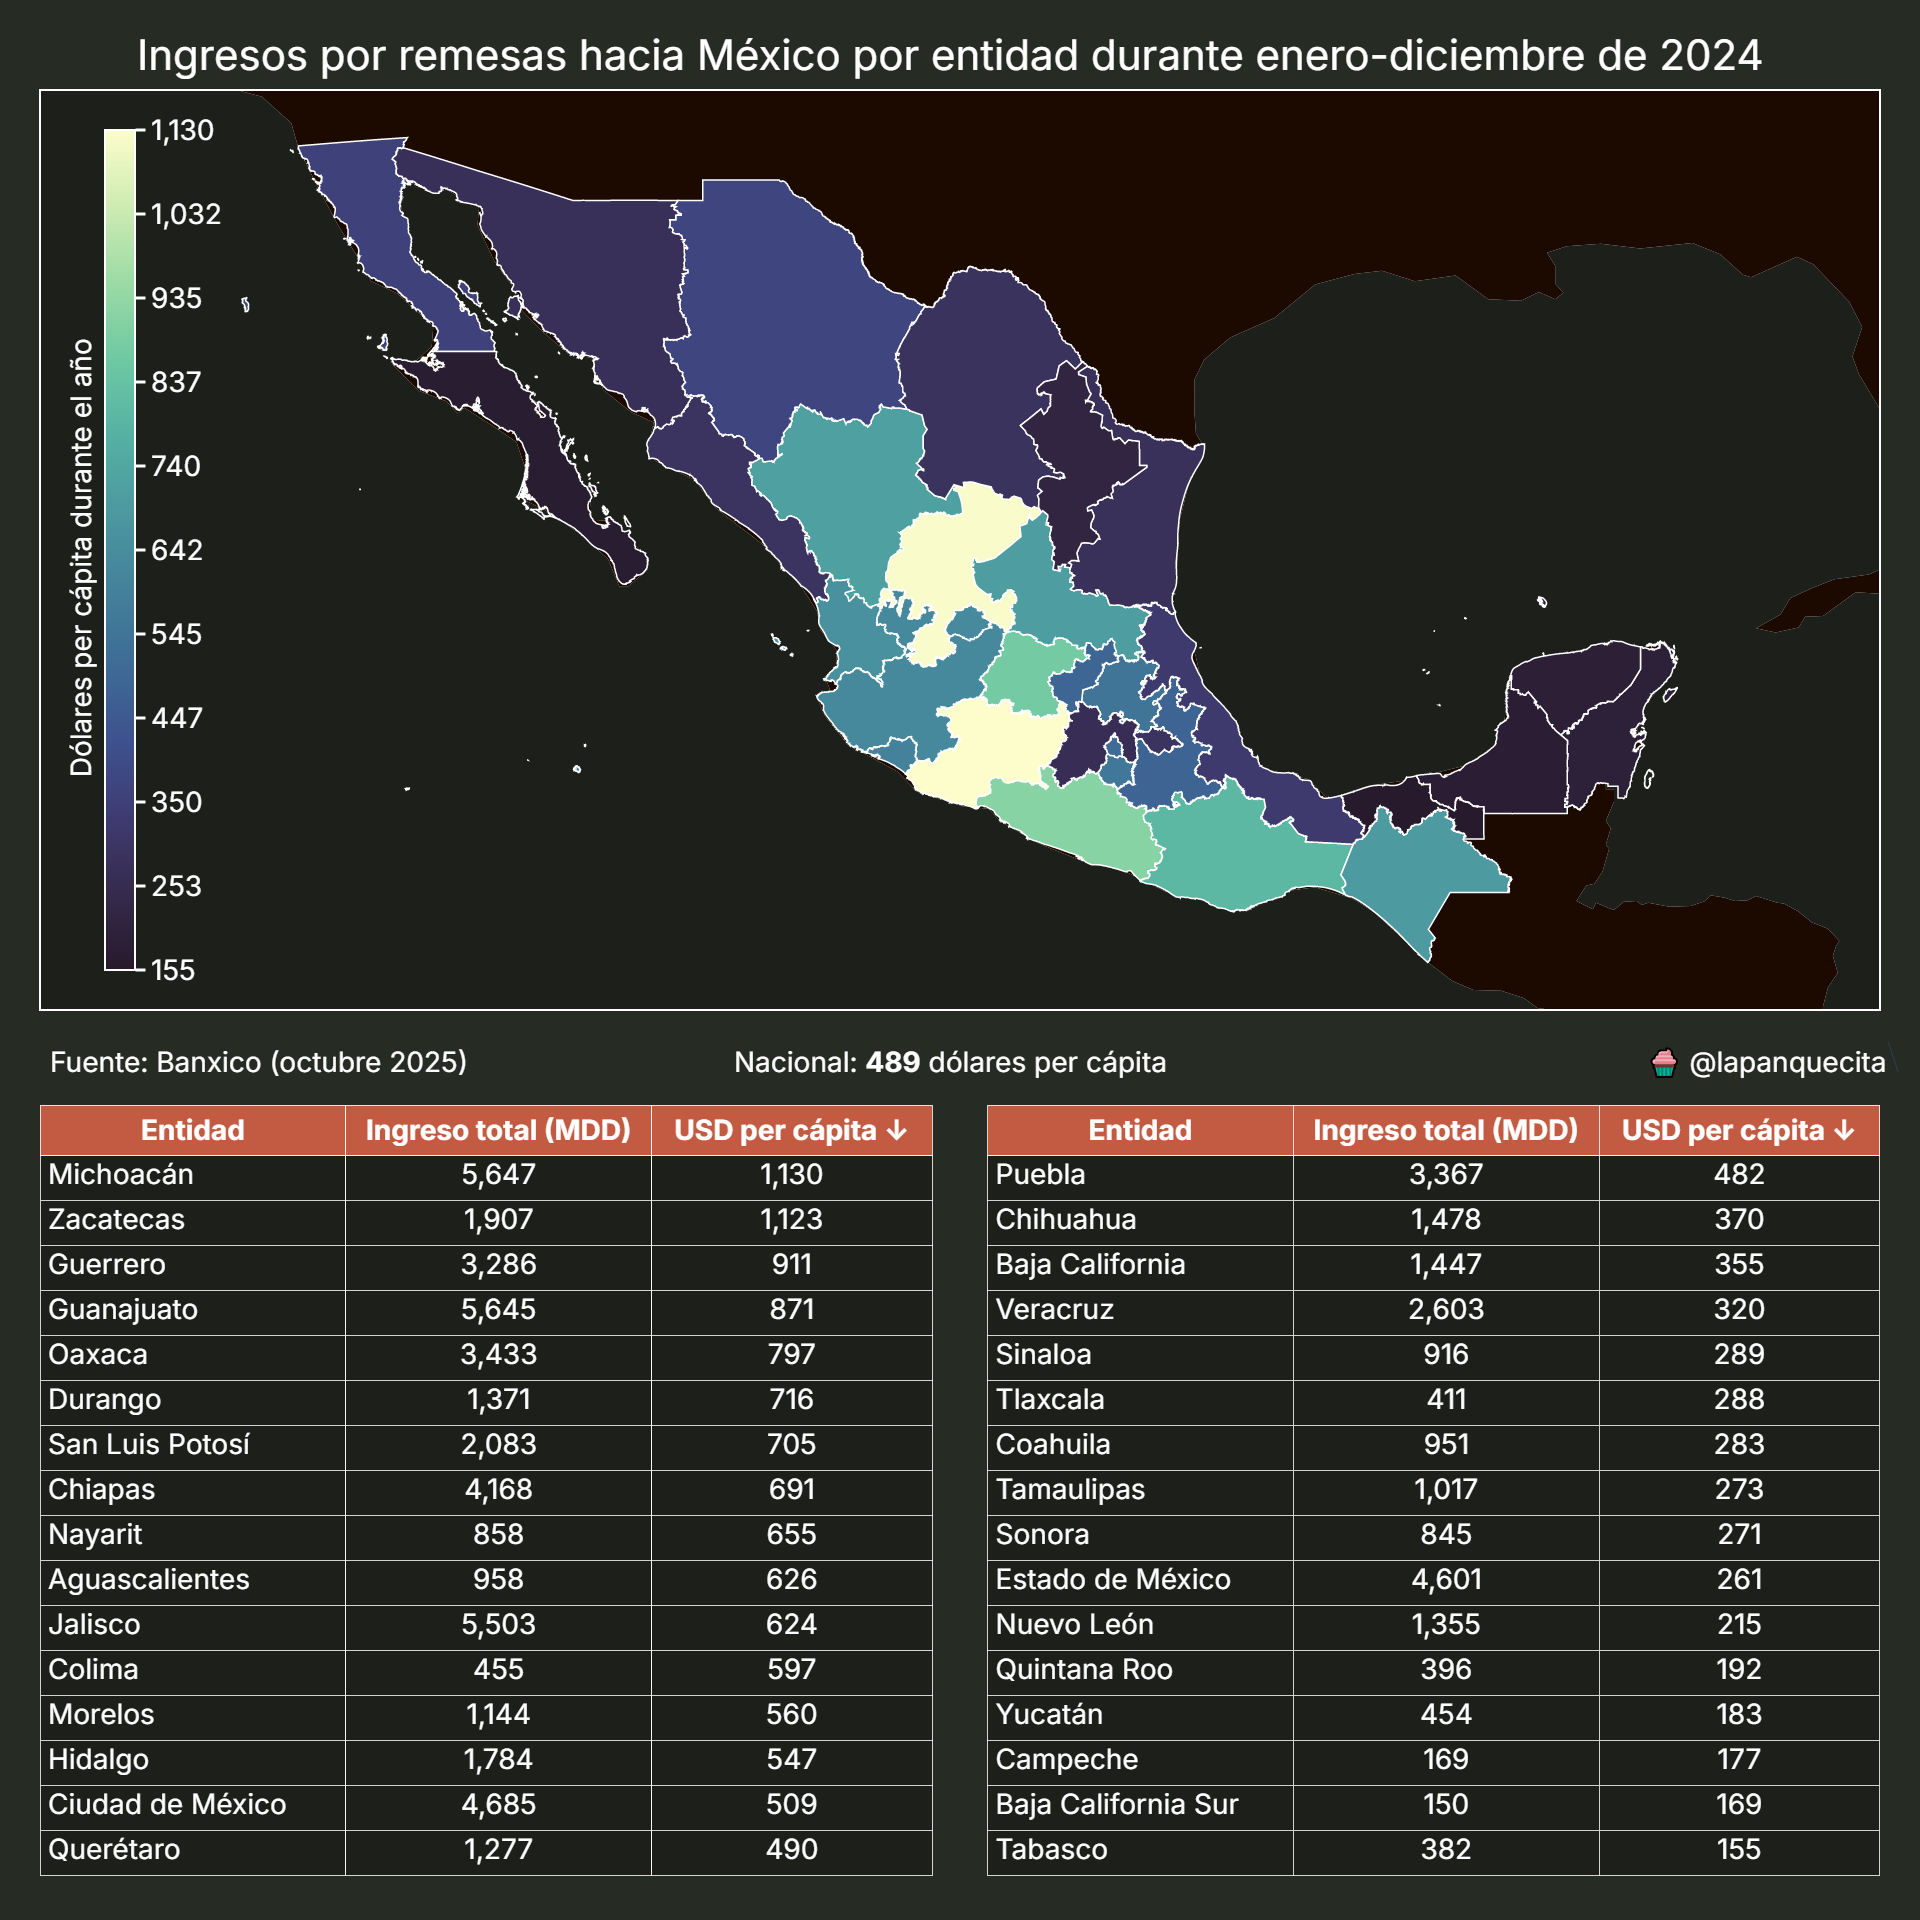 Ingresos por remesas hacia México por entidad durante enero-diciembre de 2024
Dólares per cápita durante el año
1,130
1,032
935
837
740
642
545
447
350
253
155
Fuente: Banxico (octubre 2025)
Nacional: 489 dólares per cápita
@lapanquecita
Entidad Ingreso total (MDD) USD per cápita ↓
Michoacán 5,647 1,130
Zacatecas 1,907 1,123
Guerrero 3,286 911
Guanajuato 5,645 871
Oaxaca 3,433 797
Durango 1,371 716
San Luis Potosí 2,083 705
Chiapas 4,168 691
Nayarit 858 655
Aguascalientes 958 626
Jalisco 5,503 624
Colima 455 597
Morelos 1,144 560
Hidalgo 1,784 547
Ciudad de México 4,685 509
Querétaro 1,277 490
Entidad Ingreso total (MDD) USD per cápita ↓
Puebla 3,367 482
Chihuahua 1,478 370
Baja California 1,447 355
Veracruz 2,603 320
Sinaloa 916 289
Tlaxcala 411 288
Coahuila 951 283
Tamaulipas 1,017 273
Sonora 845 271
Estado de México 4,601 261
Nuevo León 1,355 215
Quintana Roo 396 192
Yucatán 454 183
Campeche 169 177
Baja California Sur 150 169
Tabasco 382 155